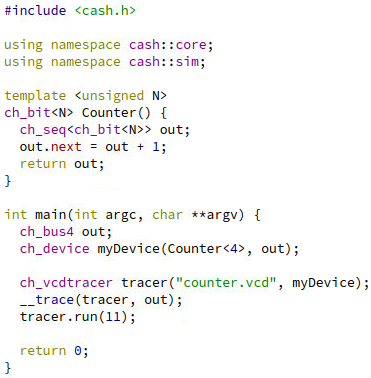 #include <cash.h>

using namespace cash::core;
using namespace cash::sim;

template <unsigned N>
ch_bit<N> Counter() {
  ch_seq<ch_bit<N>> out;
  out.next = out + 1;
  return out;
}

int main(int argc, char **argv) {
  ch_bus4 out;
  ch_device myDevice(Counter<4>, out);

  ch_vcdtracer tracer("counter.vcd", myDevice);
  __trace(tracer, out);
  tracer.run(11);

  return 0;
}